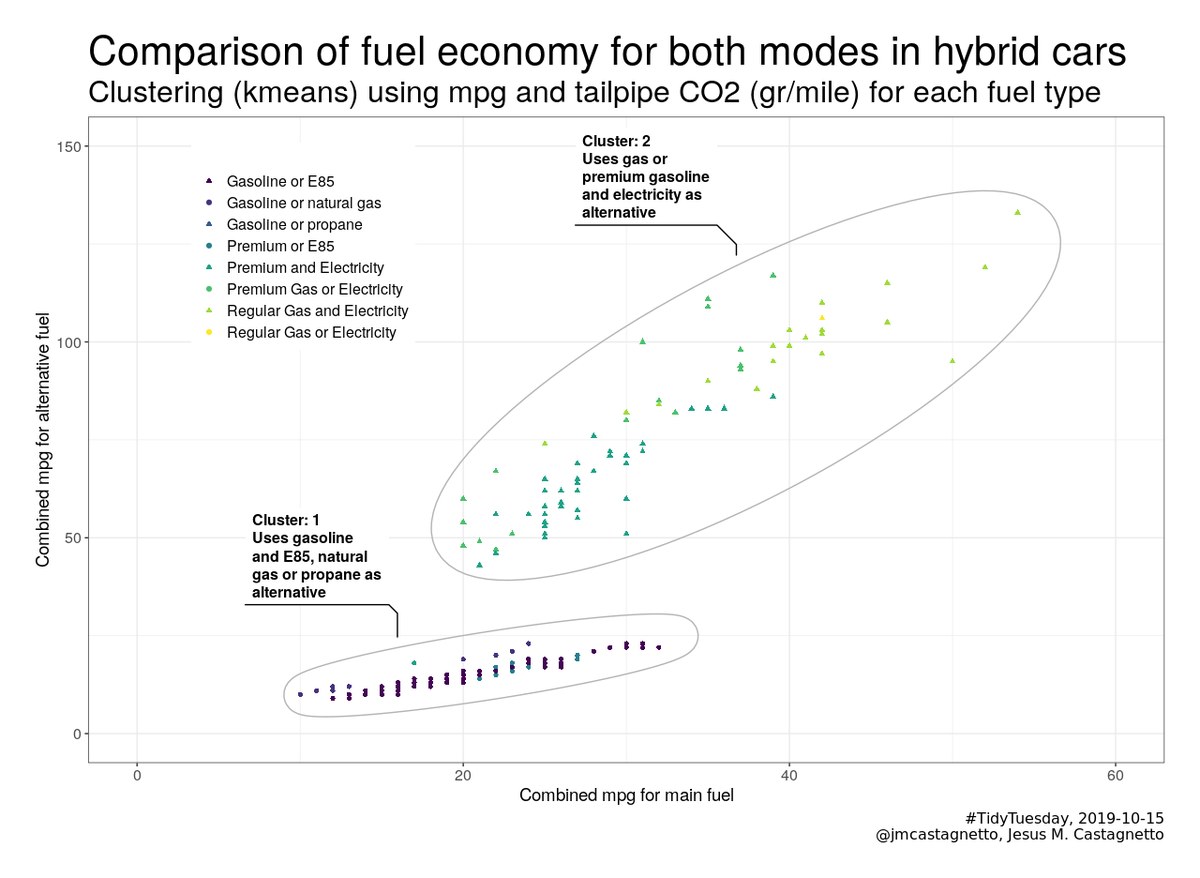 Comparison of fuel economy for both modes in hybrid cars
Clustering (kmeans) using mpg and tailpipe CO2 (gr/mile) for each fuel type
Cluster: 2
Uses gas or
premium gasoline
and electricity as
alternative
Gasoline or E85
Gasoline or natural gas
Gasoline or propane
Premium or E85
Premium and Electricity
Premium Gas or Electricity
Regular Gas and Electricity
Regular Gas or Electricity
Cluster: 1
Uses gasoline
and E85, natural
gas or propane as
alternative
Combined mpg for alternative fuel
150
100
50
0
0
20
40
60
Combined mpg for main fuel
#TidyTuesday, 2019-10-15
@jmcastagnetto, Jesus M. Castagnetto